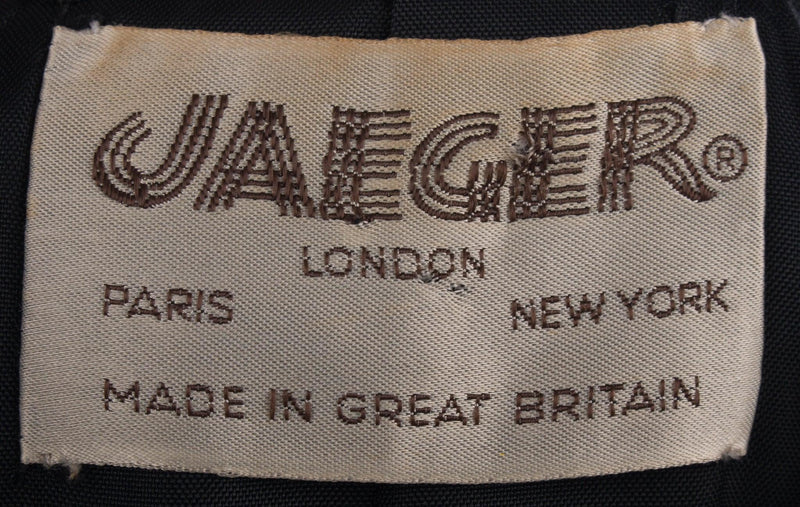 JAEGER®
LONDON
PARIS NEW YORK
MADE IN GREAT BRITAIN